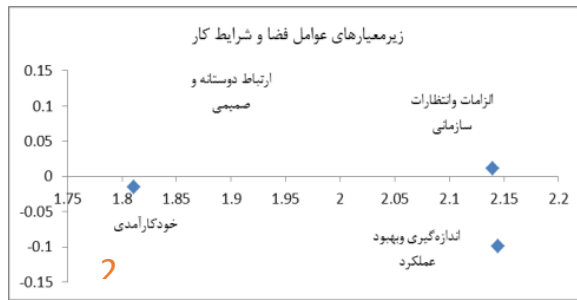 زیرمعیارهای عوامل فضا و شرایط کار
0.15
0.1
0.05
0
-0.05
-0.1
-0.15
1.75 1.8 1.85 1.9 1.95 2 2.05 2.1 2.15 2.2
ارتباط دوستانه و
صمیمی
الزامات وانتظارات
سازمانی
خودکارآمدی
اندازه‌گیری وبهبود
عملکرد